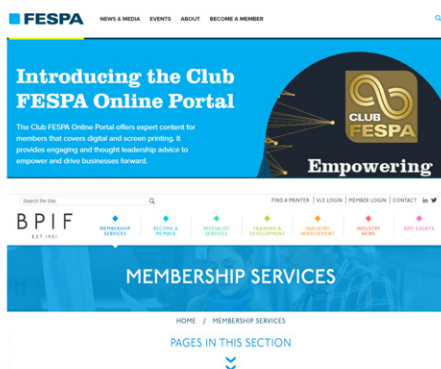 FESPA
NEWS & MEDIA EVENTS ABOUT BECOME A MEMBER
Introducing the Club
FESPA Online Portal
The Club FESPA Online Portal offers expert content for
members that covers digital and screen printing. It
provides engaging and thought leadership advice to
empower and drive businesses forward.
CLUB
FESPA
Empowering
Search the Site
FIND A PRINTER | VLE LOGIN | MEMBER LOGIN | CONTACT in
BPIF
EST 1901
MEMBERSHIP SERVICES
BECOME A MEMBER
SPECIALIST SERVICES
TRAINING & DEVELOPMENT
INDUSTRY INVOLVEMENT
INDUSTRY NEWS
BPIF EVENTS
MEMBERSHIP SERVICES
HOME / MEMBERSHIP SERVICES
PAGES IN THIS SECTION